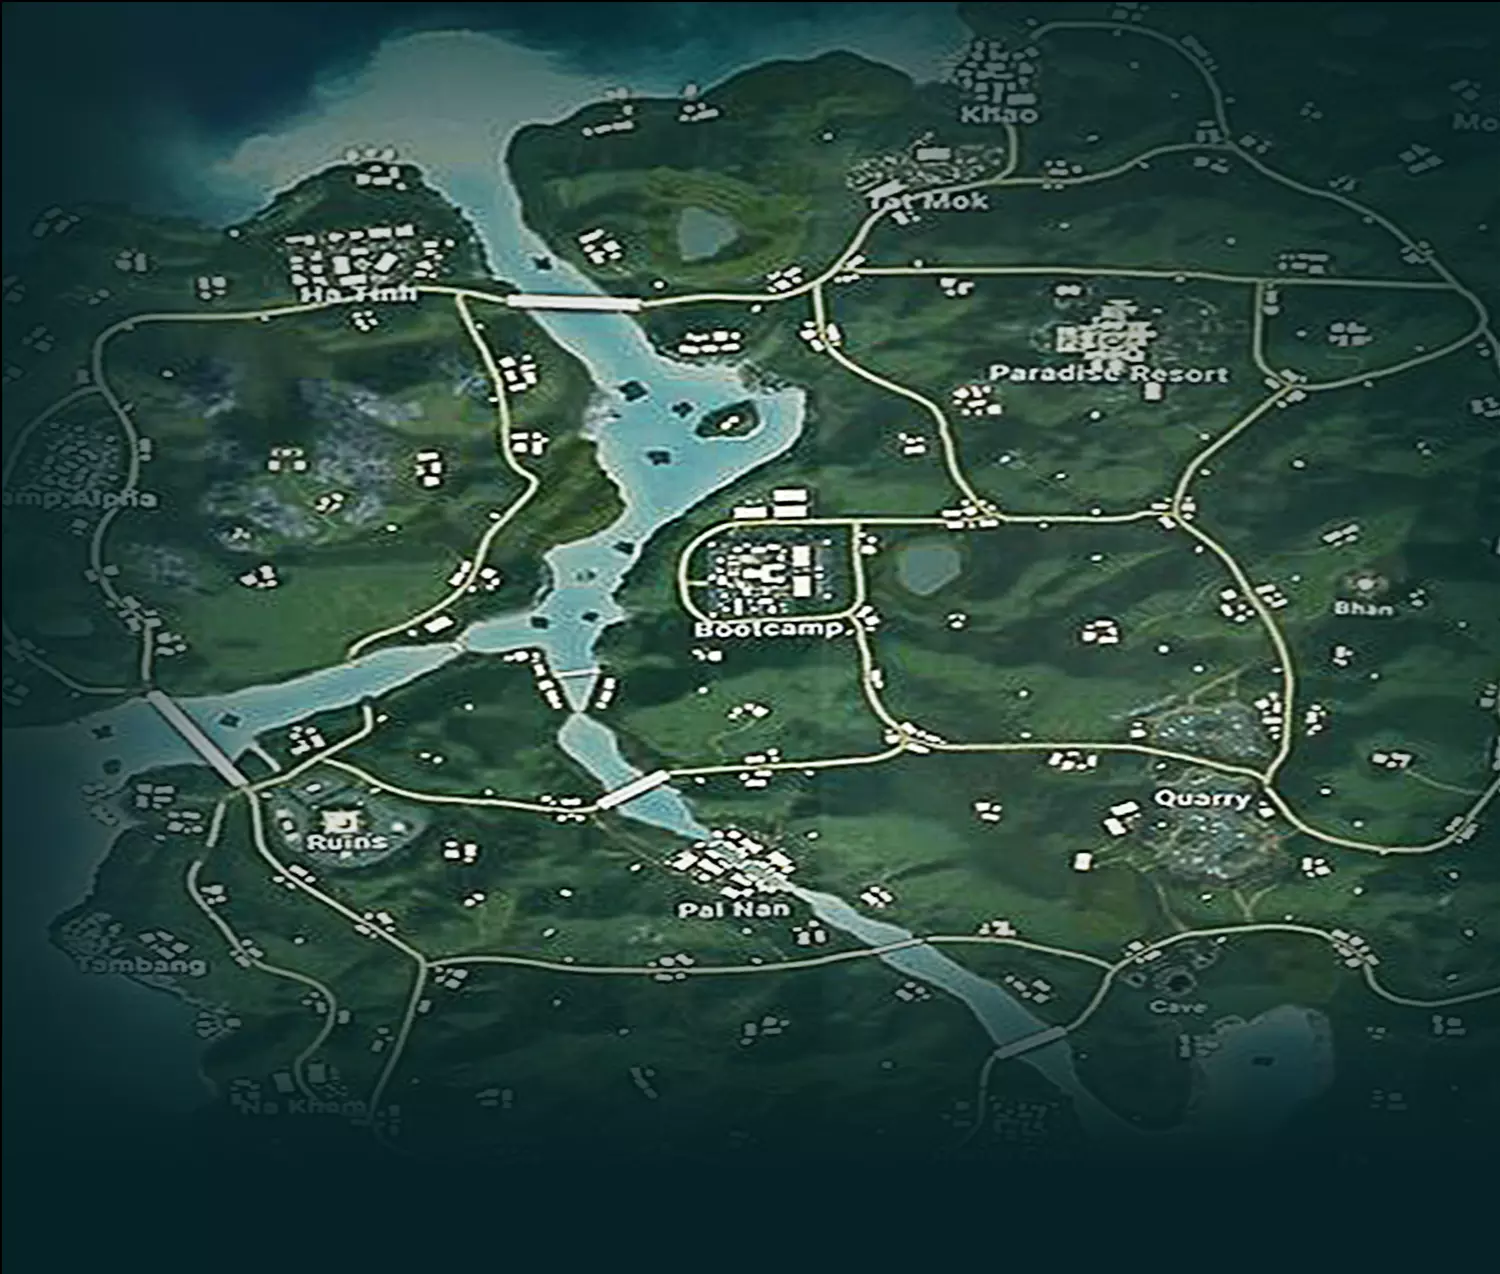 Khao
Mo
Tat Mok
Ha Tinh
Paradise Resort
amp Alpha
Bhan
Bootcamp
Quarry
Ruins
Pai Nan
Tambang
Cave
Na Kham